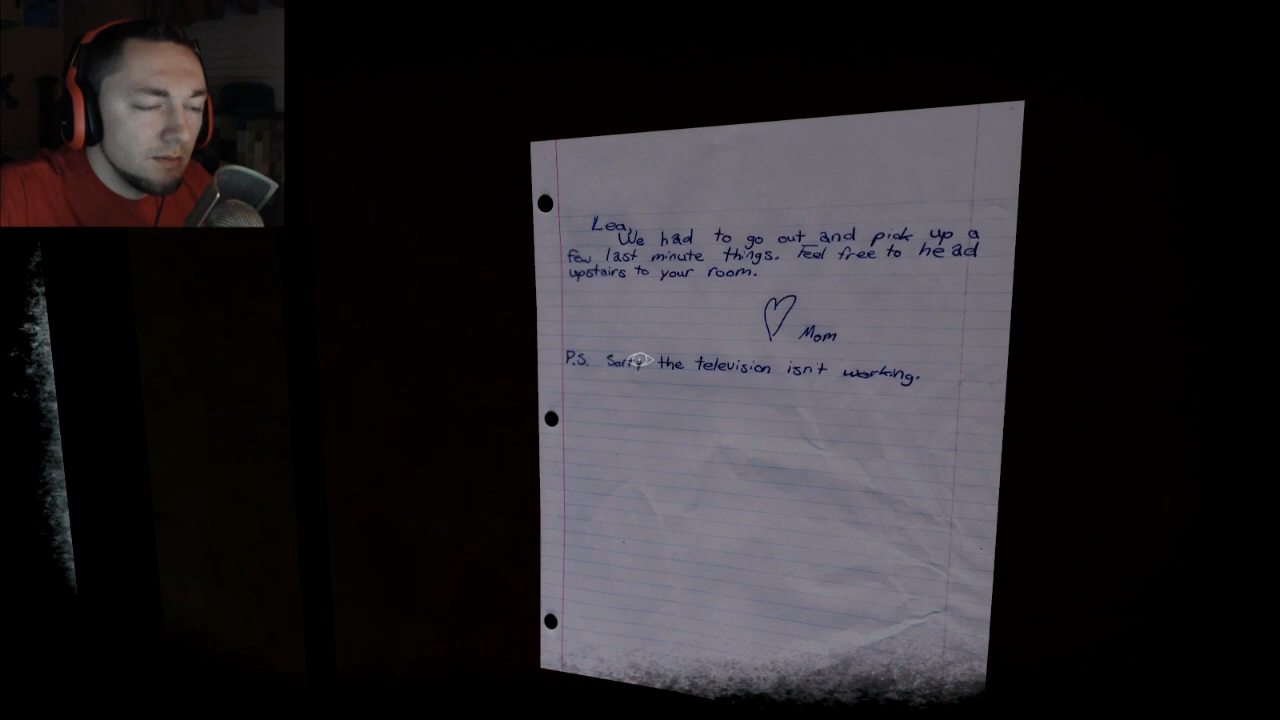 Lea,
We had to go out and pick up a
few last minute things. Feel free to head
upstairs to your room.
Mom
P.S. Sorry the television isn't working.